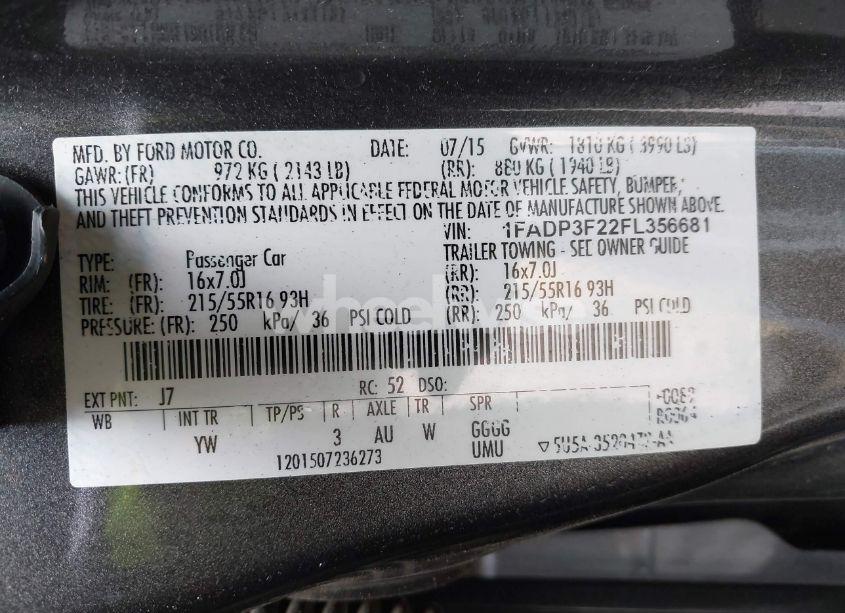 MFD. BY FORD MOTOR CO. DATE: 07/15 GVWR: 1810 KG ( 3990 LB)
GAWR: (FR) 972 KG ( 2143 LB) (RR): 880 KG ( 1940 LB)
THIS VEHICLE CONFORMS TO ALL APPLICABLE FEDERAL MOTOR VEHICLE SAFETY, BUMPER,
AND THEFT PREVENTION STANDARDS IN EFFECT ON THE DATE OF MANUFACTURE SHOWN ABOVE.
VIN: 1FADP3F22FL356681
TYPE: Passenger Car TRAILER TOWING - SEE OWNER GUIDE
RIM: (FR): 16x7.0J (RR): 16x7.0J
TIRE: (FR): 215/55R16 93H (RR): 215/55R16 93H
PRESSURE: (FR): 250 kPa/ 36 PSI COLD (RR): 250 kPa/ 36 PSI COLD
EXT PNT: J7 RC: 52 DSO:
WB INT TR TP/PS R AXLE TR SPR
YW 3 AU W GGGG
UMU
1201507236273